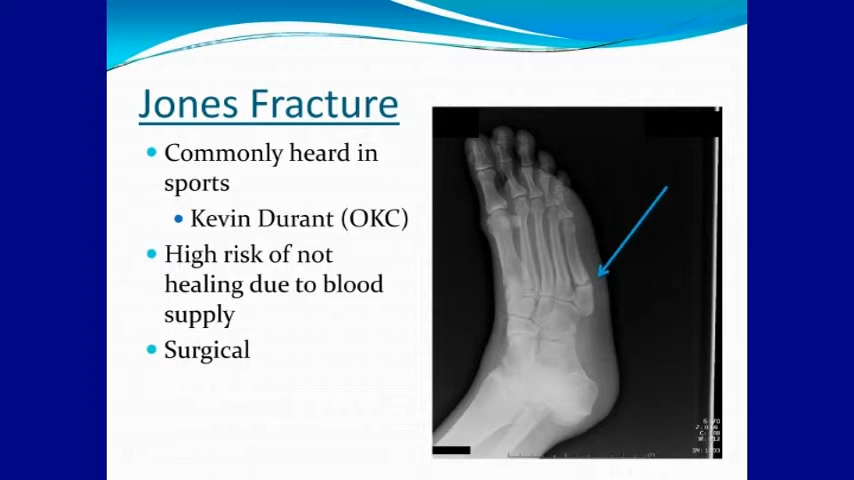 Jones Fracture
Commonly heard in
sports
Kevin Durant (OKC)
High risk of not
healing due to blood
supply
Surgical